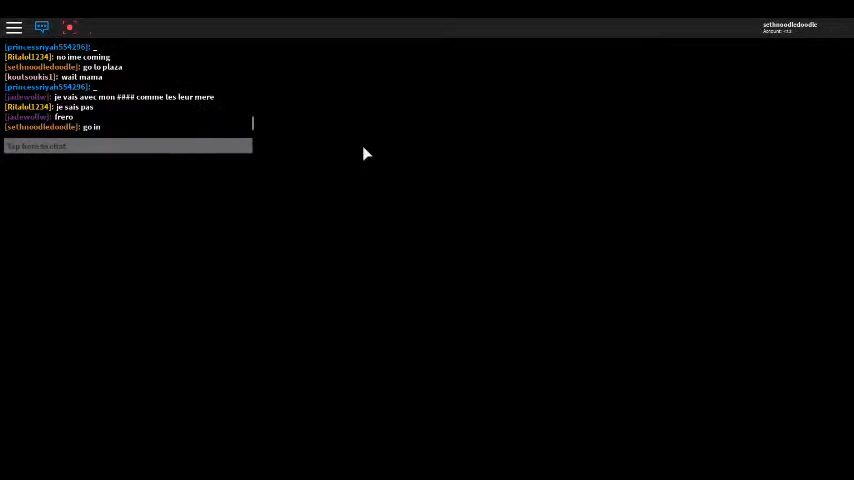 sethnoodledoodle
[princessriyah554296]: _
[Ritalol1234]: no ime coming
[sethnoodledoodle]: go to plaza
[koutsoukis1]: wait mama
[princessriyah554296]: _
[jadewolfw]: je vais avec mon #### comme tes leur mere
[Ritalol1234]: je sais pas
[jadewolfw]: frero
[sethnoodledoodle]: go in
Tap here to chat